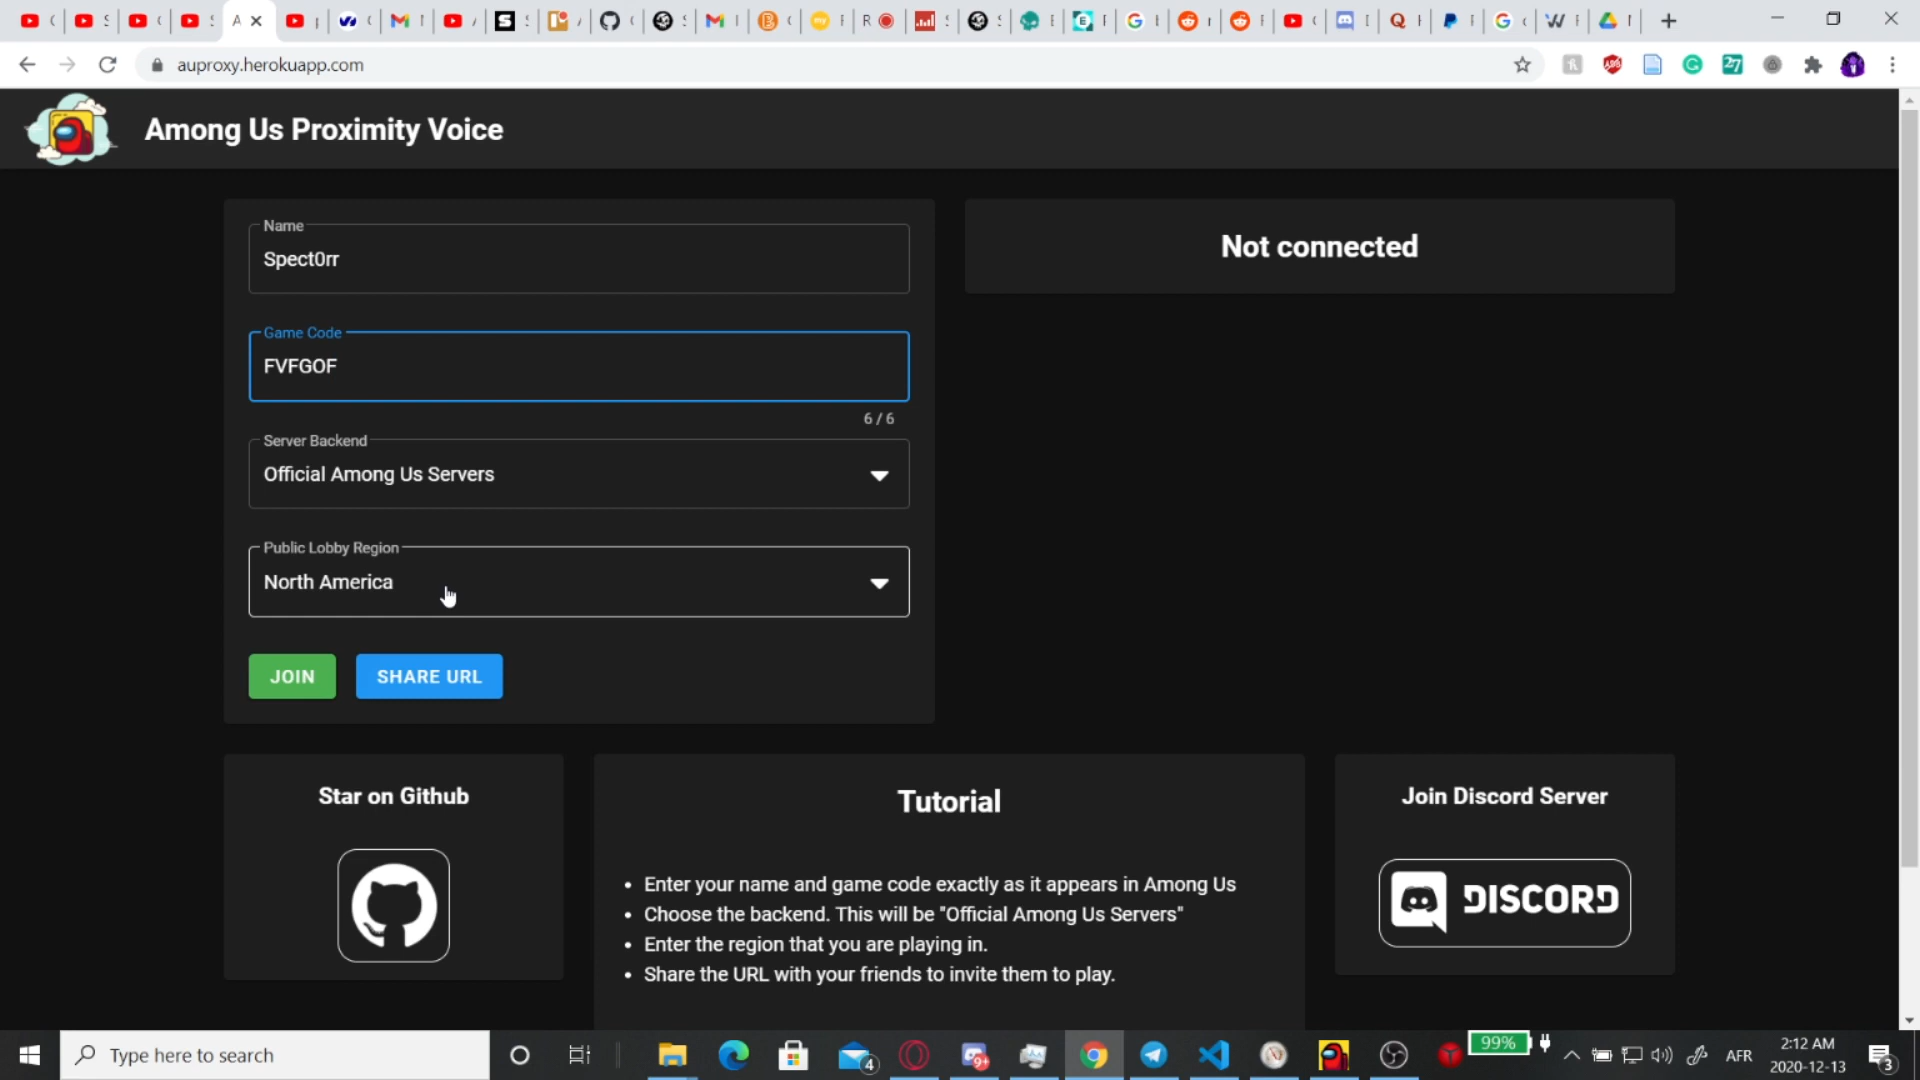 auproxy.herokuapp.com
27
Among Us Proximity Voice
Name
Spect0rr
Not connected
Game Code
FVFGOF
6 / 6
Server Backend
Official Among Us Servers
Public Lobby Region
North America
JOIN
SHARE URL
Star on Github
Tutorial
Join Discord Server
• Enter your name and game code exactly as it appears in Among Us
• Choose the backend. This will be "Official Among Us Servers"
• Enter the region that you are playing in.
• Share the URL with your friends to invite them to play.
DISCORD
Type here to search
4
9+
99%
AFR
2:12 AM
2020-12-13
3